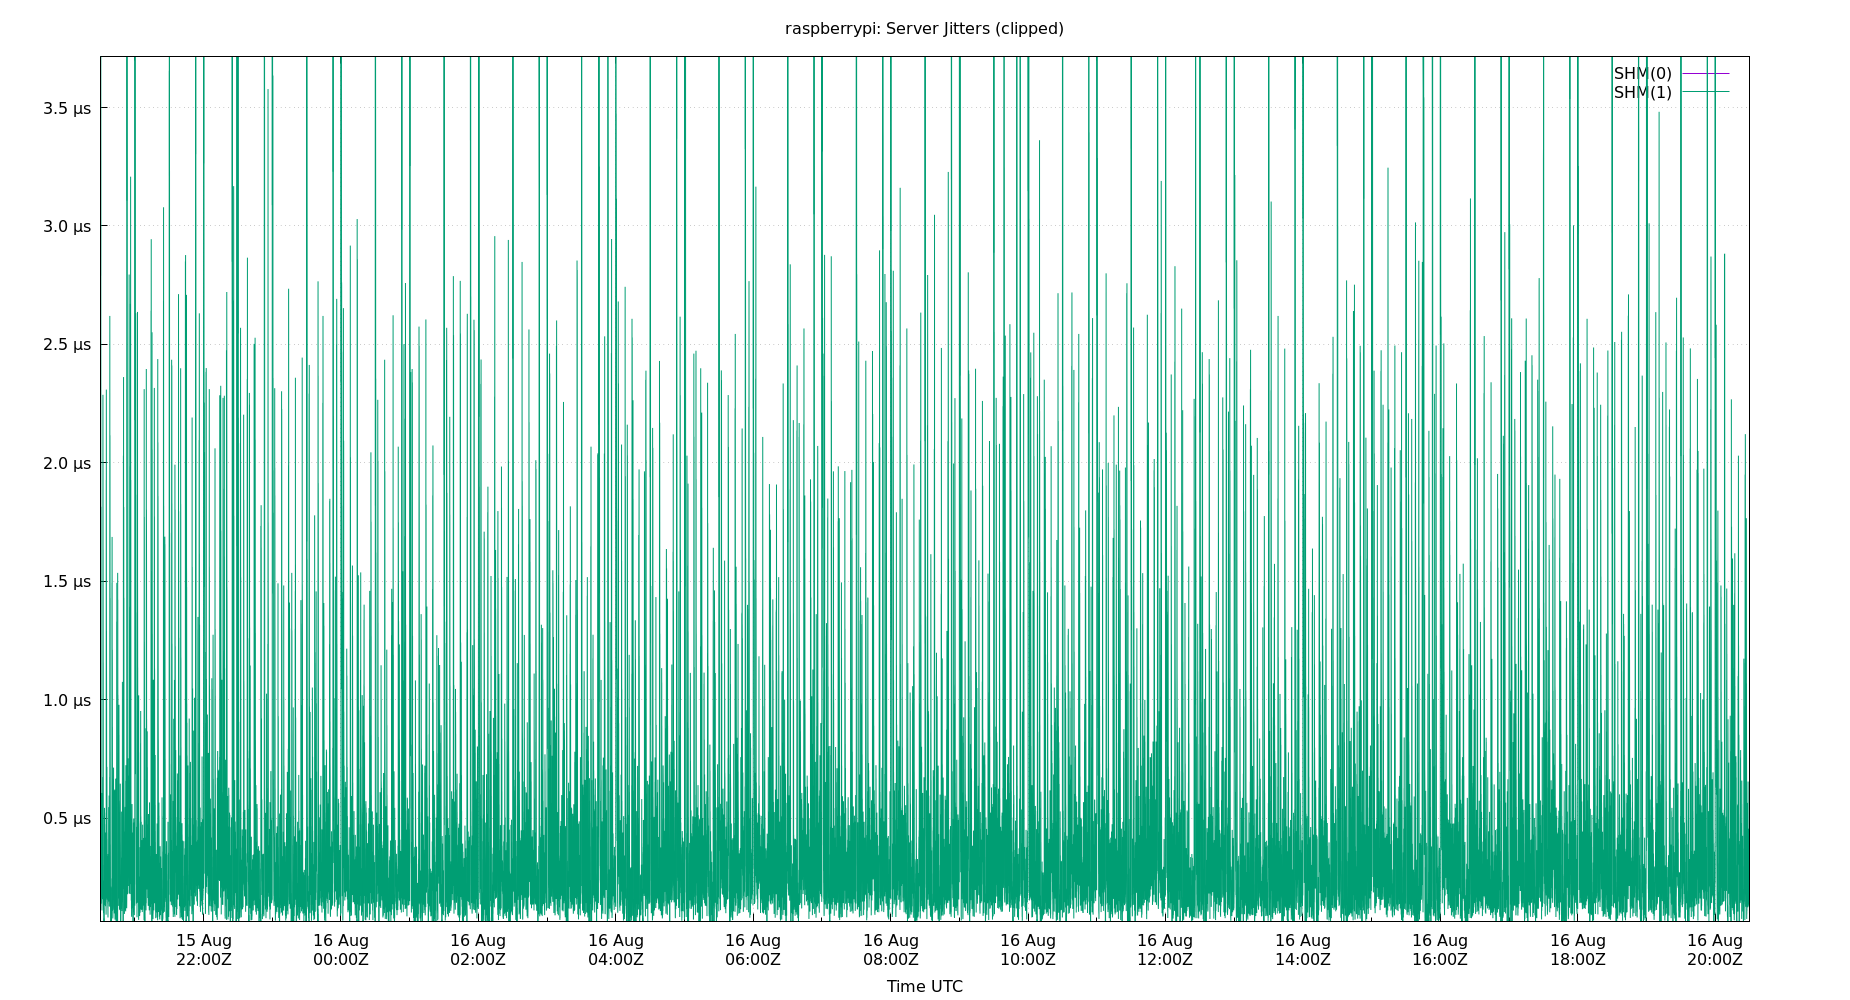 raspberrypi: Server Jitters (clipped)
SHM(0)
SHM(1)
3.5 µs
3.0 µs
2.5 µs
2.0 µs
1.5 µs
1.0 µs
0.5 µs
15 Aug 16 Aug 16 Aug 16 Aug 16 Aug 16 Aug 16 Aug 16 Aug 16 Aug 16 Aug 16 Aug 16 Aug
22:00Z 00:00Z 02:00Z 04:00Z 06:00Z 08:00Z 10:00Z 12:00Z 14:00Z 16:00Z 18:00Z 20:00Z
Time UTC